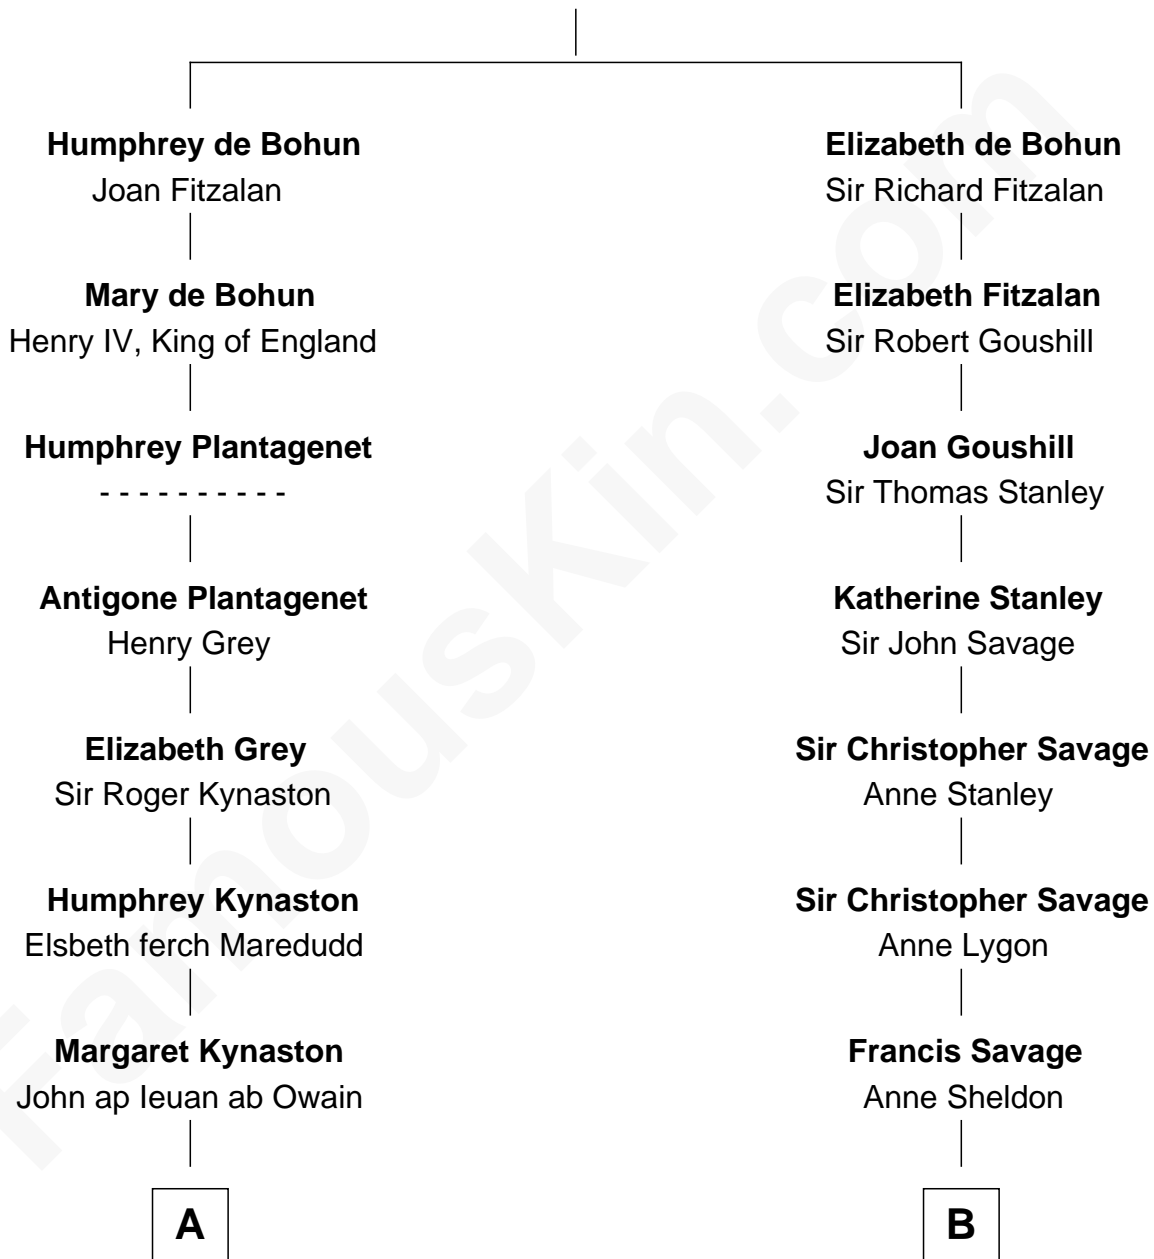 Humphrey de Bohun
Joan Fitzalan
Mary de Bohun
Henry IV, King of England
Humphrey Plantagenet
- - - - - - - - - -
Antigone Plantagenet
Henry Grey
Elizabeth Grey
Sir Roger Kynaston
Humphrey Kynaston
Elsbeth ferch Maredudd
Margaret Kynaston
John ap Ieuan ab Owain
A
Elizabeth de Bohun
Sir Richard Fitzalan
Elizabeth Fitzalan
Sir Robert Goushill
Joan Goushill
Sir Thomas Stanley
Katherine Stanley
Sir John Savage
Sir Christopher Savage
Anne Stanley
Sir Christopher Savage
Anne Lygon
Francis Savage
Anne Sheldon
B
FamousKin.com